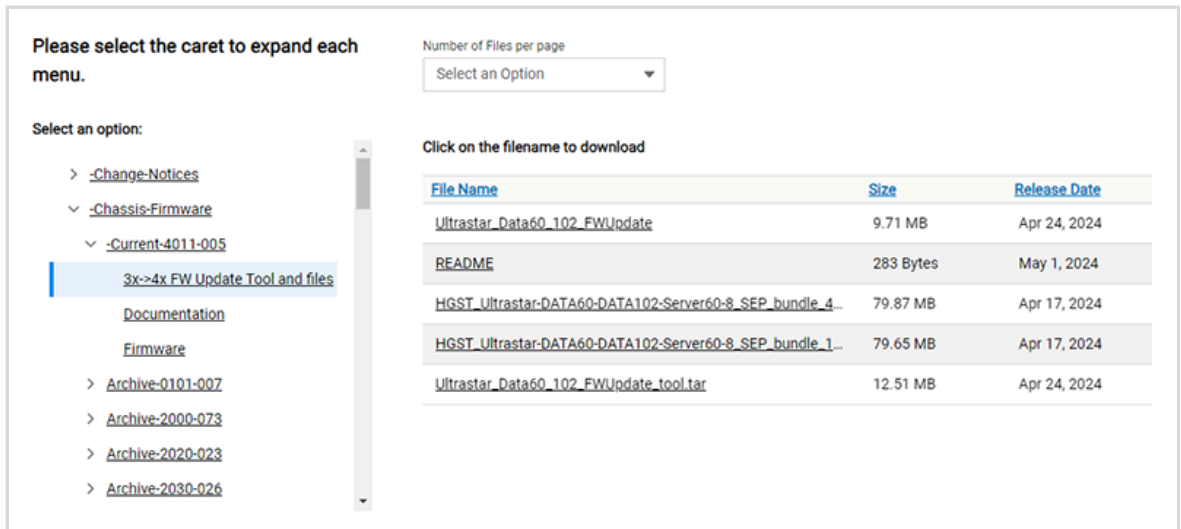 Please select the caret to expand each
menu.
Select an option:
-Change-Notices
-Chassis-Firmware
-Current-4011-005
3x->4x FW Update Tool and files
Documentation
Firmware
Archive-0101-007
Archive-2000-073
Archive-2020-023
Archive-2030-026
Number of Files per page
Select an Option
Click on the filename to download
File Name Size Release Date
Ultrastar_Data60_102_FWUpdate 9.71 MB Apr 24, 2024
README 283 Bytes May 1, 2024
HGST_Ultrastar-DATA60-DATA102-Server60-8_SEP_bundle_4... 79.87 MB Apr 17, 2024
HGST_Ultrastar-DATA60-DATA102-Server60-8_SEP_bundle_1... 79.65 MB Apr 17, 2024
Ultrastar_Data60_102_FWUpdate_tool.tar 12.51 MB Apr 24, 2024